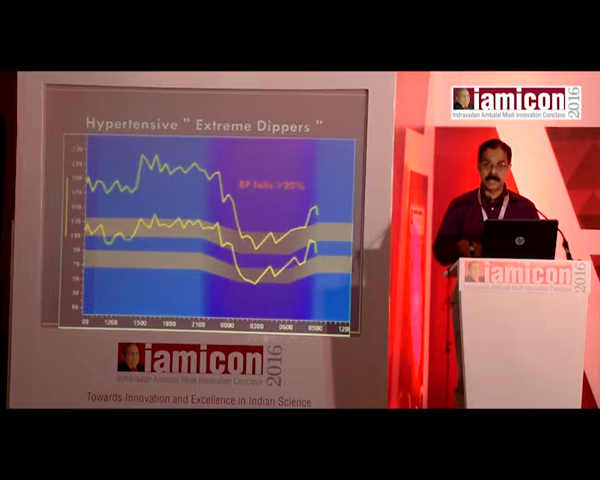 iamicon
2016
Indravadan Ambalal Modi Innovation Conclave
Hypertensive " Extreme Dippers "
BP falls >20%
1200 1500 1800 2100 0000 0300 0600 0900
hp
iamicon
2016
Indravadan Ambalal Modi Innovation Conclave
iamicon
2016
Indravadan Ambalal Modi Innovation Conclave
Towards Innovation and Excellence in Indian Science